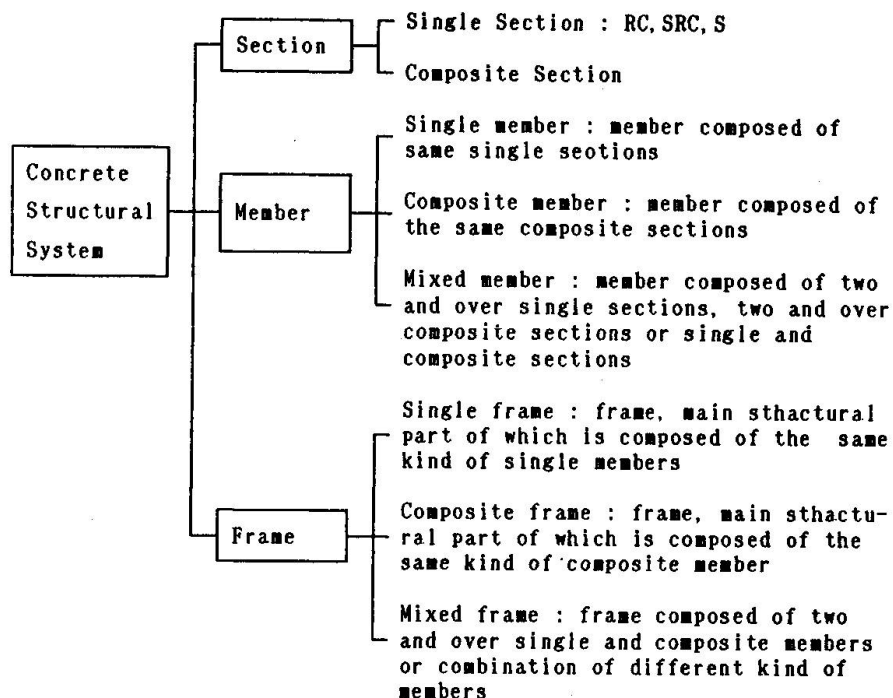 Concrete
Structural
System
Section
Single Section : RC, SRC, S
Composite Section
Member
Single member : member composed of
same single seotions
Composite member : member composed of
the same composite sections
Mixed member : member composed of two
and over single sections, two and over
composite sections or single and
composite sections
Frame
Single frame : frame, main sthactural
part of which is composed of the same
kind of single members
Composite frame : frame, main sthactu-
ral part of which is composed of the
same kind of composite member
Mixed frame : frame composed of two
and over single and composite members
or combination of different kind of
members